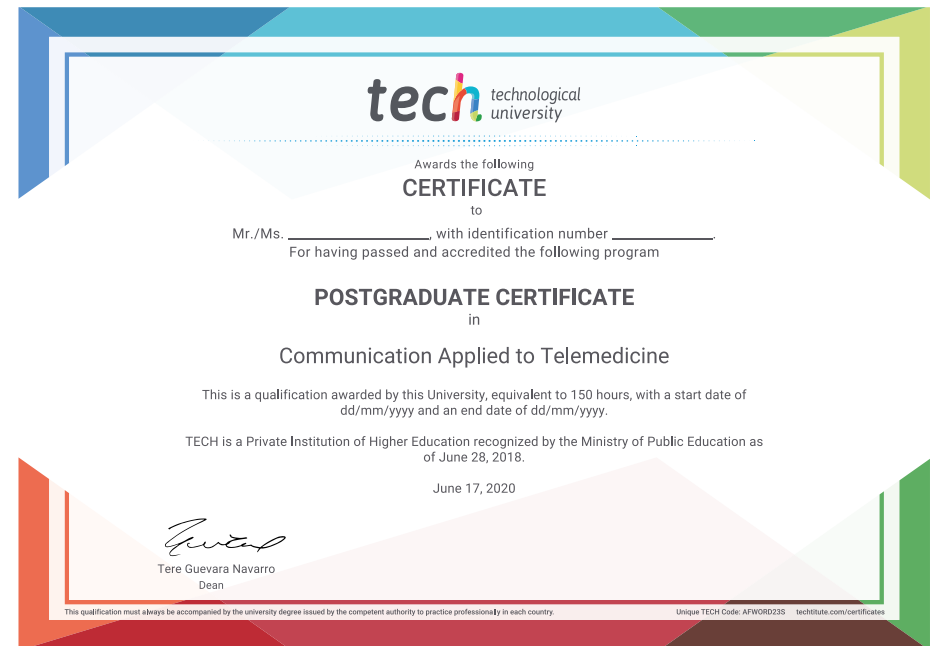 tech technological
university
Awards the following
CERTIFICATE
to
Mr./Ms. ____________________, with identification number ______________.
For having passed and accredited the following program
POSTGRADUATE CERTIFICATE
in
Communication Applied to Telemedicine
This is a qualification awarded by this University, equivalent to 150 hours, with a start date of
dd/mm/yyyy and an end date of dd/mm/yyyy.
TECH is a Private Institution of Higher Education recognized by the Ministry of Public Education as
of June 28, 2018.
June 17, 2020
Tere Guevara Navarro
Dean
This qualification must always be accompanied by the university degree issued by the competent authority to practice professionally in each country.
Unique TECH Code: AFWORD23S techtitute.com/certificates